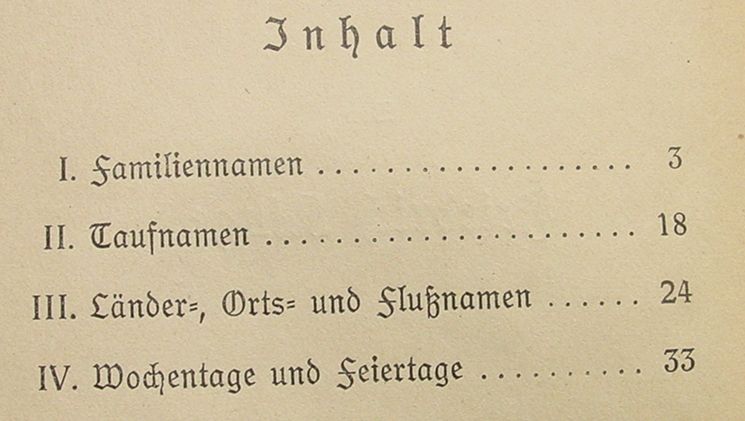 Inhalt
I. Familiennamen . . . . . . . . . . . . . . . . . . . 3
II. Taufnamen . . . . . . . . . . . . . . . . . . . . . . 18
III. Länder=, Orts= und Flußnamen . . . . . . 24
IV. Wochentage und Feiertage . . . . . . . . . . 33